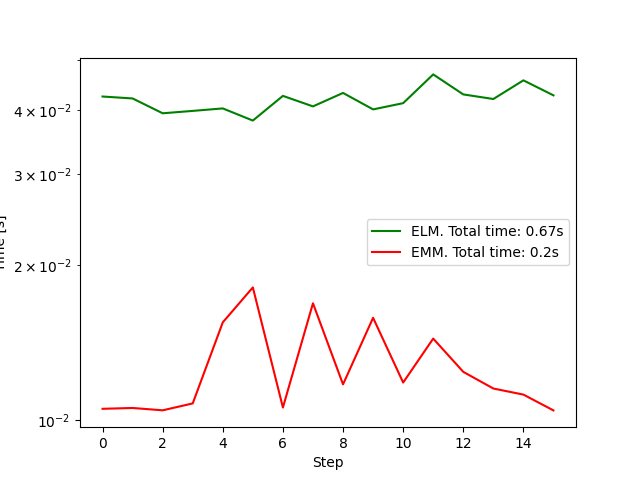 4 × 10⁻²
3 × 10⁻²
2 × 10⁻²
10⁻²
ELM. Total time: 0.67s
EMM. Total time: 0.2s
0 2 4 6 8 10 12 14
Step